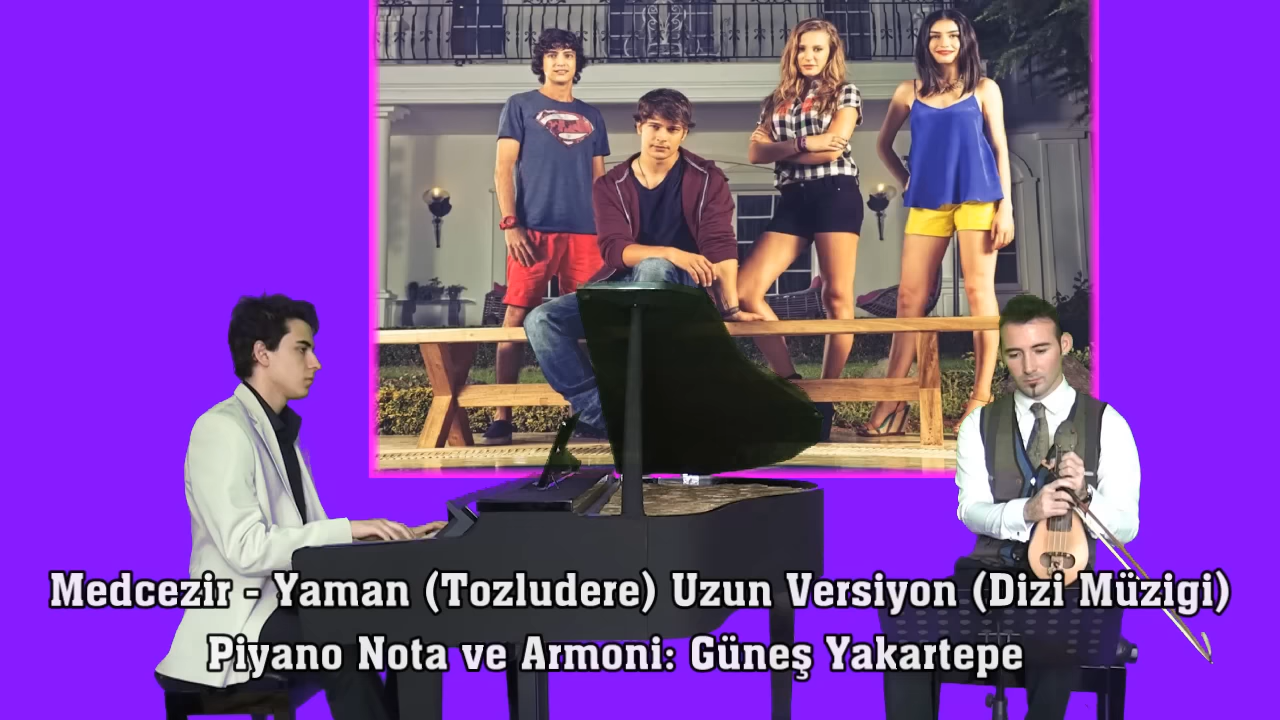 Medcezir - Yaman (Tozludere) Uzun Versiyon (Dizi Müzigi)
Piyano Nota ve Armoni: Güneş Yakartepe